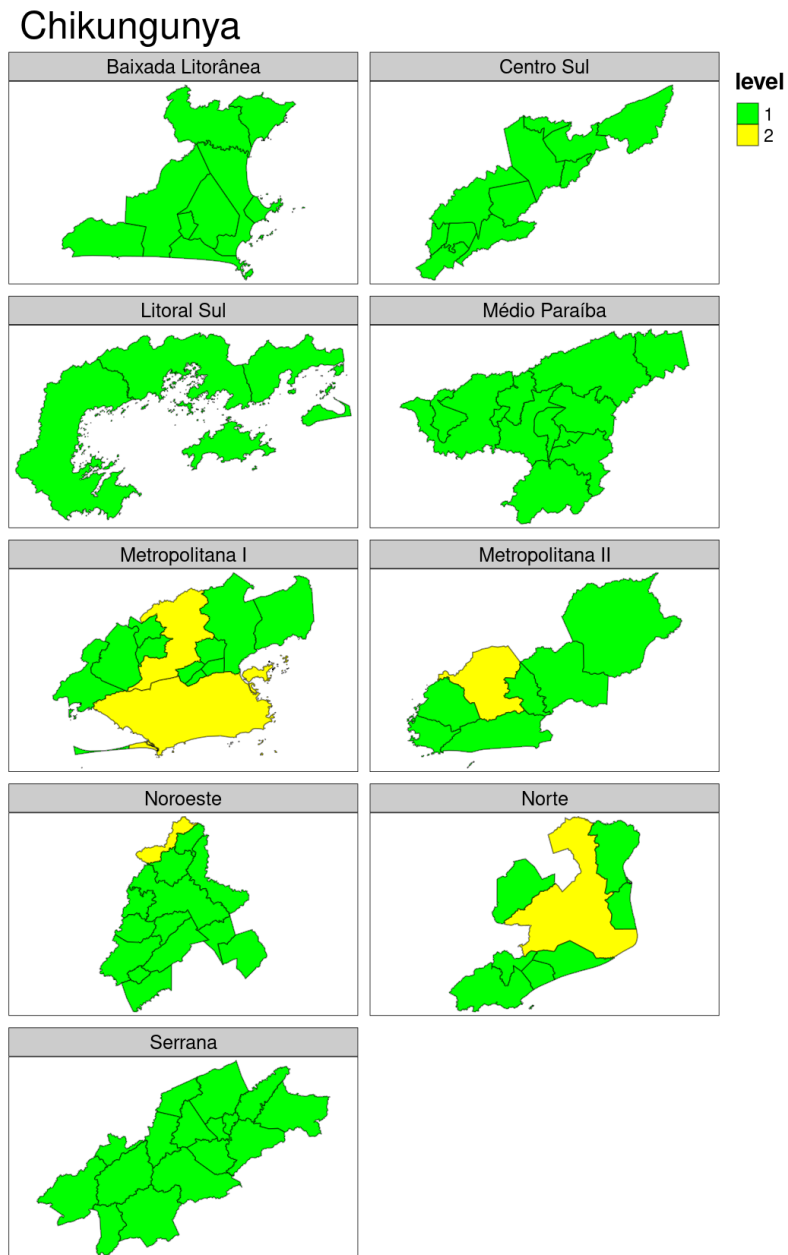 Chikungunya
Baixada Litorânea
Centro Sul
level
1
2
Litoral Sul
Médio Paraíba
Metropolitana I
Metropolitana II
Noroeste
Norte
Serrana